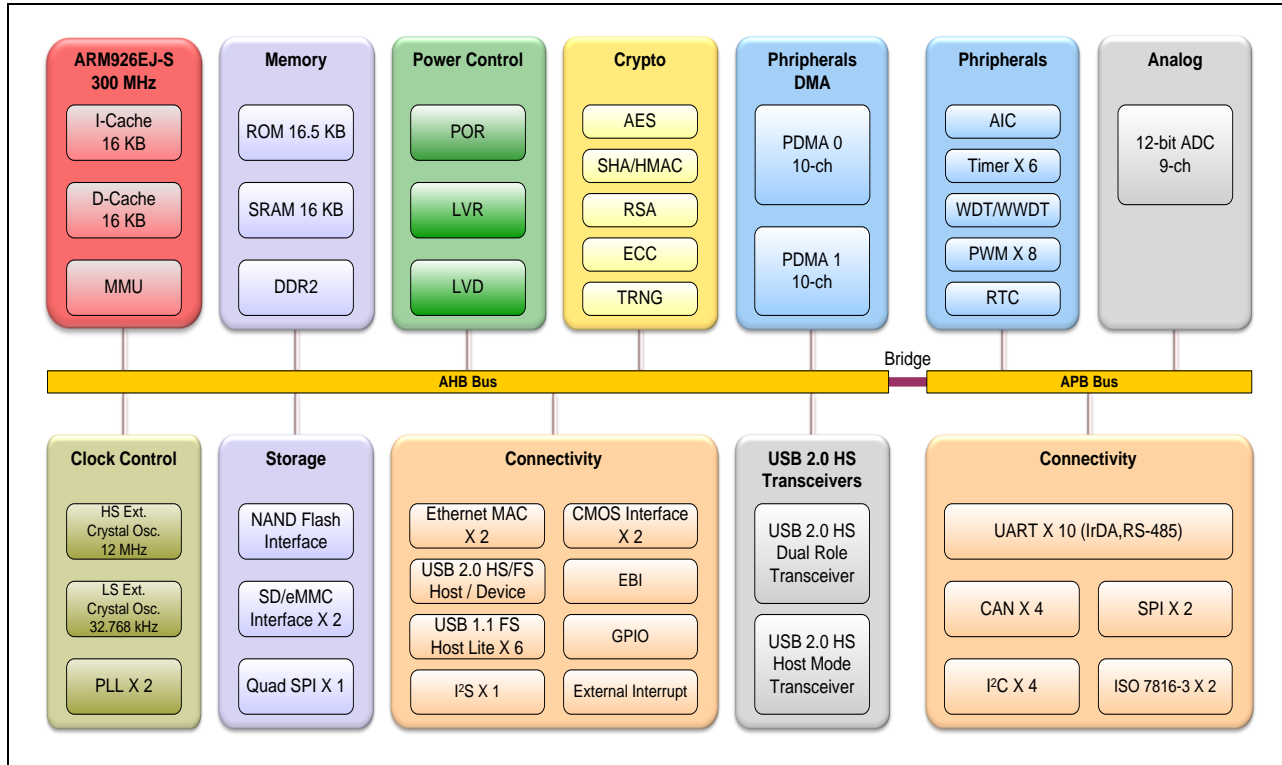 ARM926EJ-S
300 MHz
I-Cache
16 KB
D-Cache
16 KB
MMU
Memory
ROM 16.5 KB
SRAM 16 KB
DDR2
Power Control
POR
LVR
LVD
Crypto
AES
SHA/HMAC
RSA
ECC
TRNG
Phripherals
DMA
PDMA 0
10-ch
PDMA 1
10-ch
Phripherals
AIC
Timer X 6
WDT/WWDT
PWM X 8
RTC
Analog
12-bit ADC
9-ch
AHB Bus
Bridge
APB Bus
Clock Control
HS Ext.
Crystal Osc.
12 MHz
LS Ext.
Crystal Osc.
32.768 kHz
PLL X 2
Storage
NAND Flash
Interface
SD/eMMC
Interface X 2
Quad SPI X 1
Connectivity
Ethernet MAC
X 2
CMOS Interface
X 2
USB 2.0 HS/FS
Host / Device
EBI
USB 1.1 FS
Host Lite X 6
GPIO
I²S X 1
External Interrupt
USB 2.0 HS
Transceivers
USB 2.0 HS
Dual Role
Transceiver
USB 2.0 HS
Host Mode
Transceiver
Connectivity
UART X 10 (IrDA,RS-485)
CAN X 4
SPI X 2
I²C X 4
ISO 7816-3 X 2